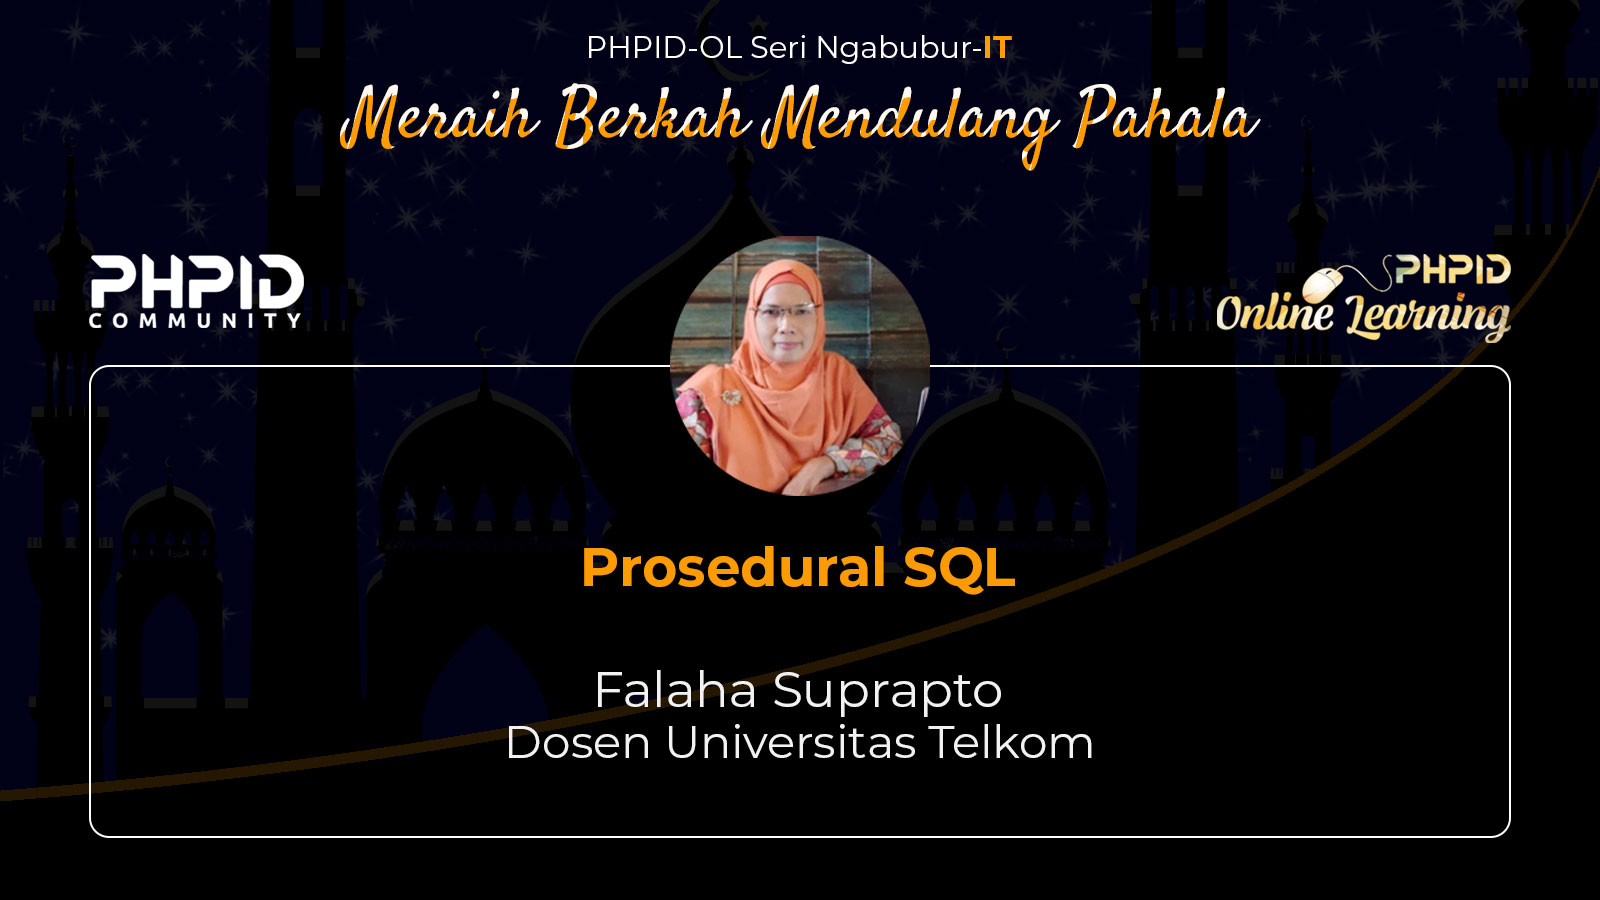 PHPID-OL Seri Ngabubur-IT
Meraih Berkah Mendulang Pahala
PHPID
COMMUNITY
PHPID
Online Learning
Prosedural SQL
Falaha Suprapto
Dosen Universitas Telkom